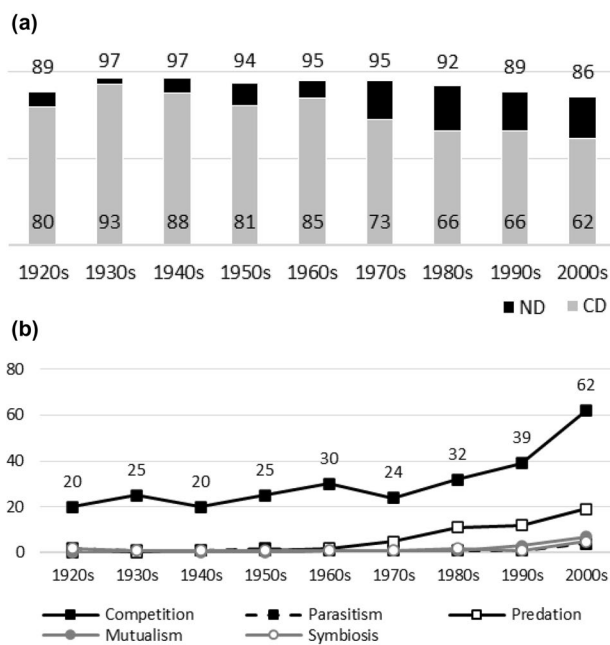 (a)
89 97 97 94 95 95 92 89 86
80 93 88 81 85 73 66 66 62
1920s 1930s 1940s 1950s 1960s 1970s 1980s 1990s 2000s
ND CD
(b)
80
62
60
39
40
32
30
25 25 24
20 20
20
0
1920s 1930s 1940s 1950s 1960s 1970s 1980s 1990s 2000s
Competition Parasitism Predation
Mutualism Symbiosis